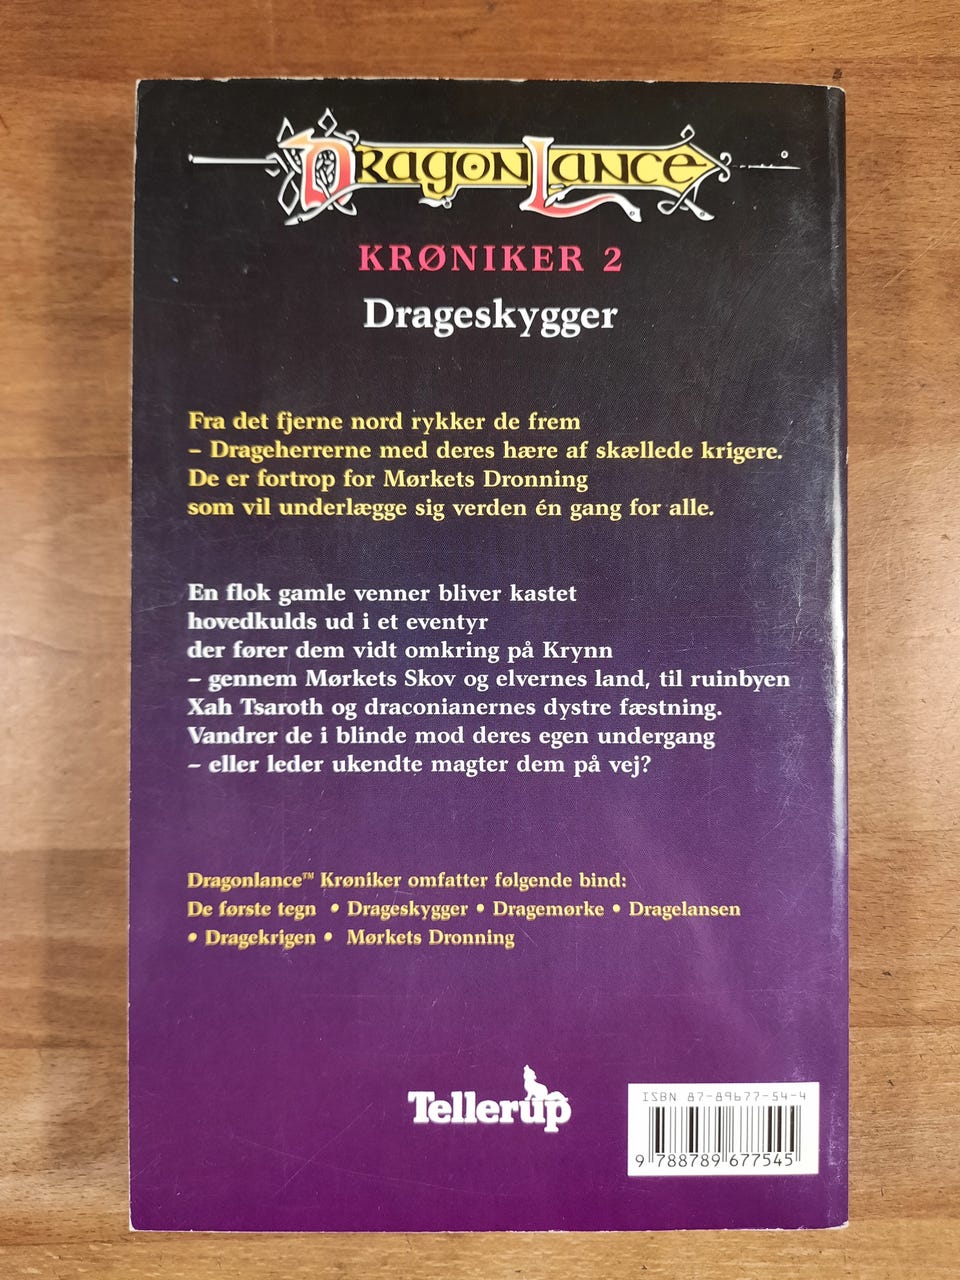 DRAGONLANCE
KRØNIKER 2
Drageskygger
Fra det fjerne nord rykker de frem
– Drageherrerne med deres hære af skællede krigere.
De er fortrop for Mørkets Dronning
som vil underlægge sig verden én gang for alle.
En flok gamle venner bliver kastet
hovedkulds ud i et eventyr
der fører dem vidt omkring på Krynn
– gennem Mørkets Skov og elvernes land, til ruinbyen
Xah Tsaroth og draconianernes dystre fæstning.
Vandrer de i blinde mod deres egen undergang
– eller leder ukendte magter dem på vej?
Dragonlance™ Krøniker omfatter følgende bind:
De første tegn • Drageskygger • Dragemørke • Dragelansen
• Dragekrigen • Mørkets Dronning
Tellerup
ISBN 87-89677-54-4
9 788789 677545